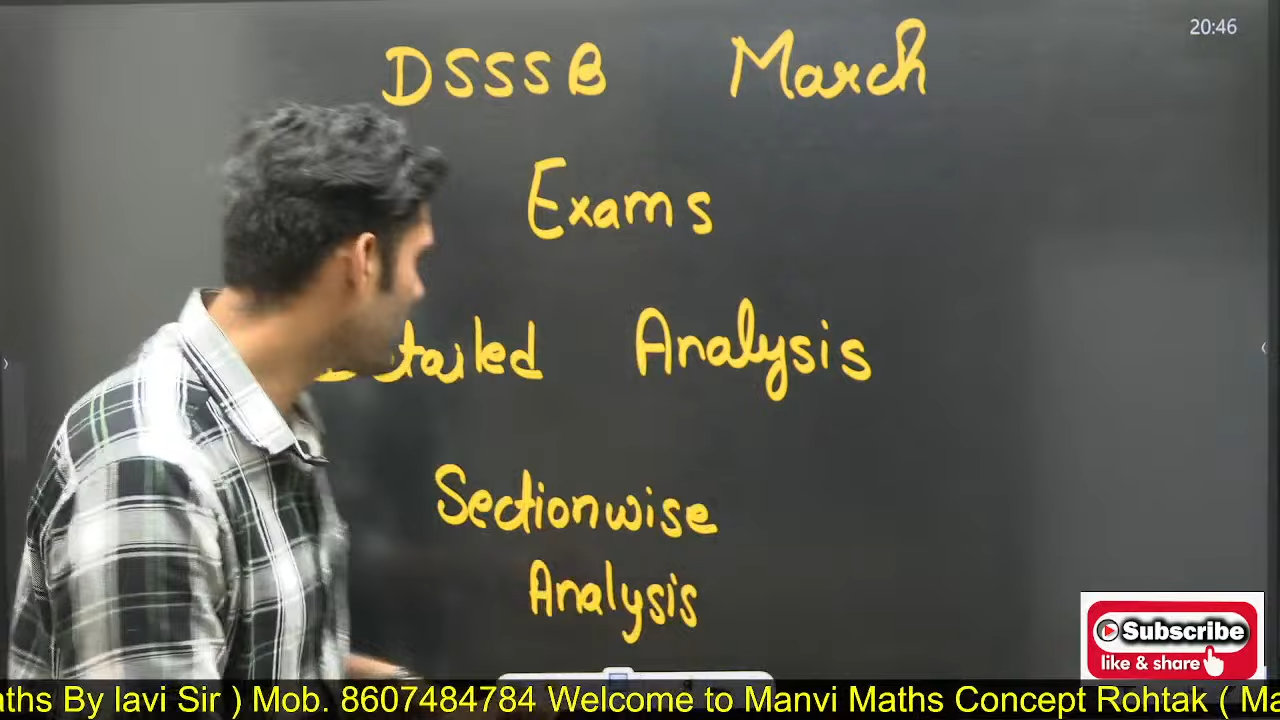 20:46
DSSSB March
Exams
Detailed Analysis
Sectionwise
Analysis
Subscribe
like & share
aths By lavi Sir ) Mob. 8607484784 Welcome to Manvi Maths Concept Rohtak ( Ma